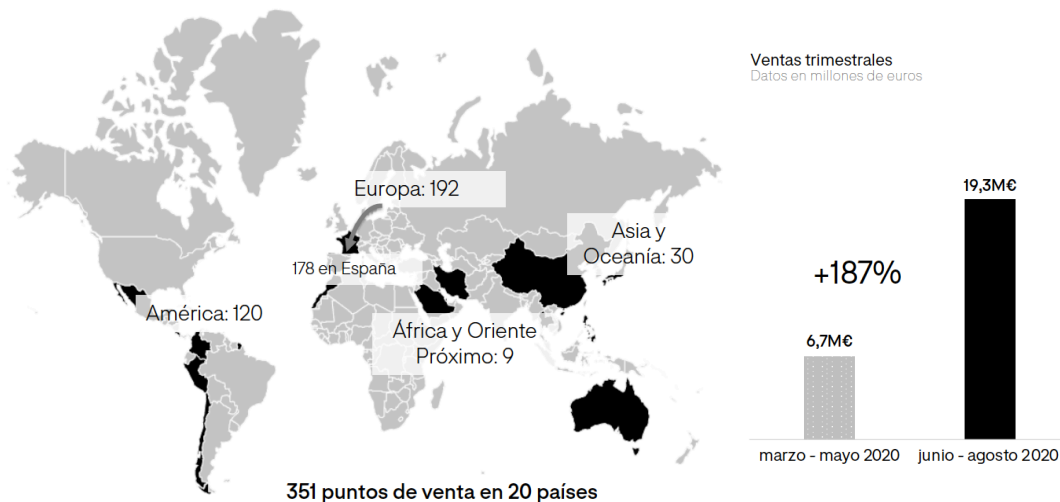 Ventas trimestrales
Datos en millones de euros
Europa: 192
19,3M€
Asia y
Oceanía: 30
178 en España
+187%
América: 120
África y Oriente
Próximo: 9
6,7M€
marzo - mayo 2020
junio - agosto 2020
351 puntos de venta en 20 países